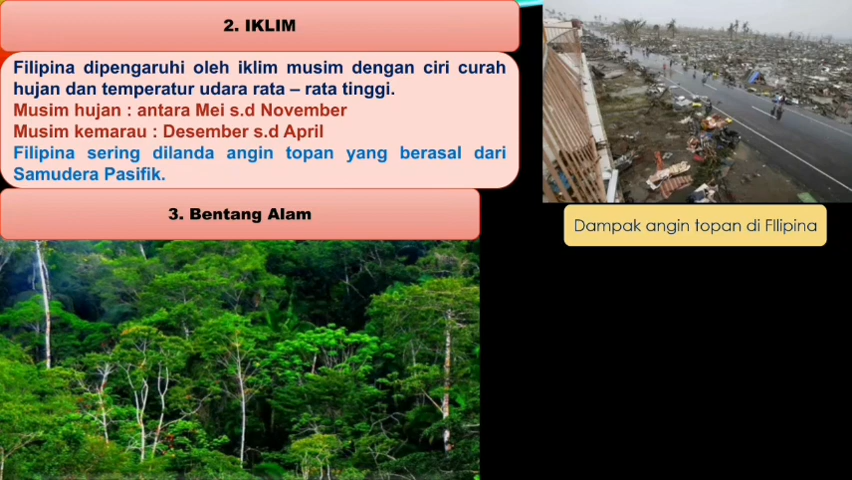 2. IKLIM
Filipina dipengaruhi oleh iklim musim dengan ciri curah
hujan dan temperatur udara rata – rata tinggi.
Musim hujan : antara Mei s.d November
Musim kemarau : Desember s.d April
Filipina sering dilanda angin topan yang berasal dari
Samudera Pasifik.
Dampak angin topan di FIlipina
3. Bentang Alam